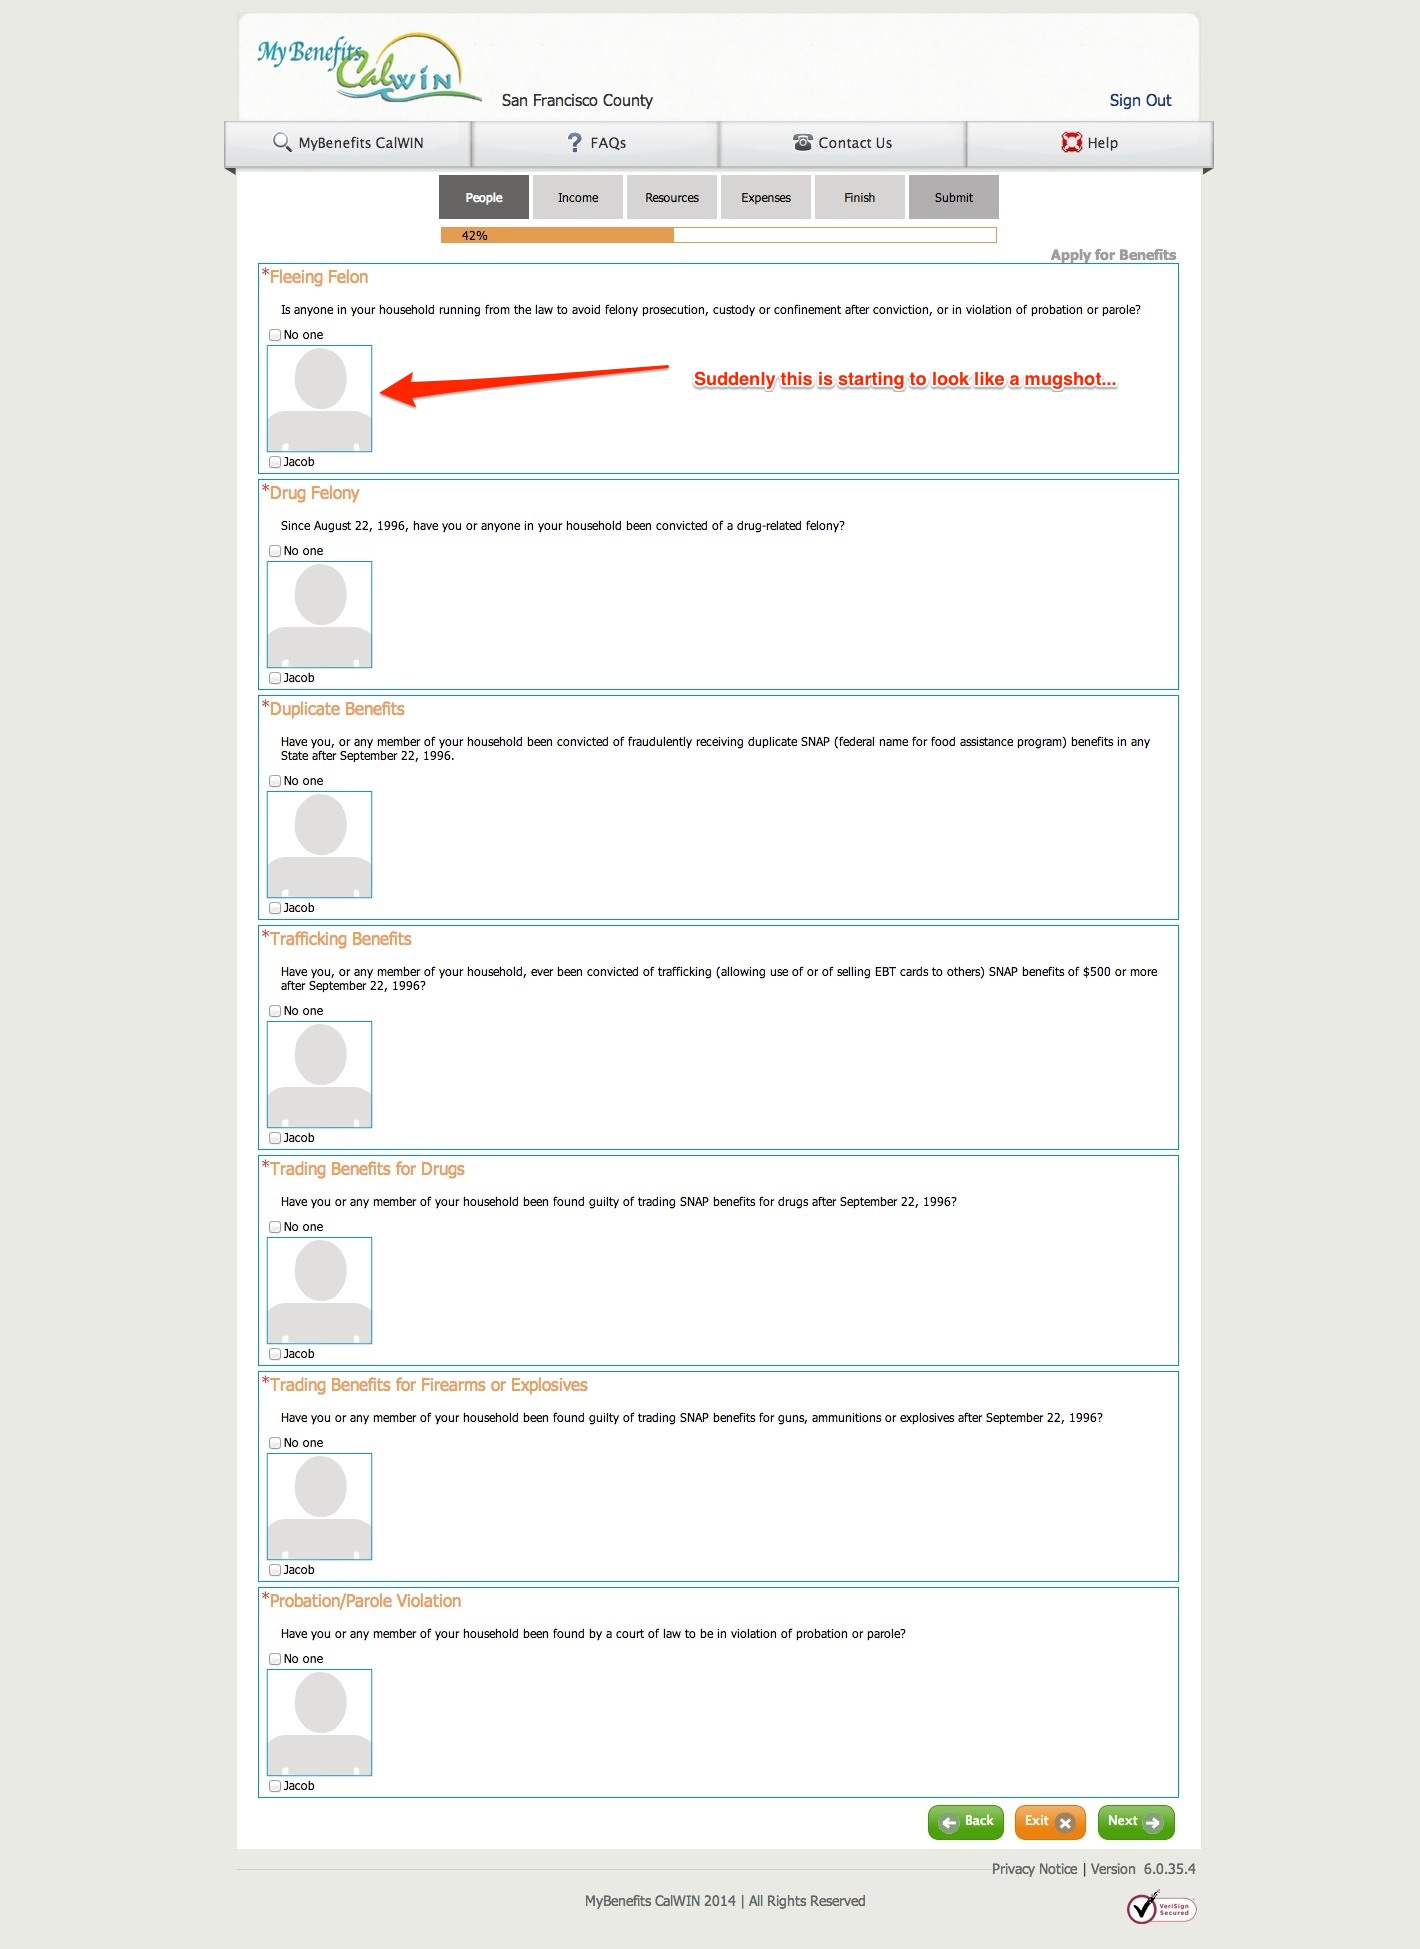 My Benefits
CalWIN
San Francisco County
Sign Out
MyBenefits CalWIN
FAQs
Contact Us
Help
People
Income
Resources
Expenses
Finish
Submit
42%
Apply for Benefits
*Fleeing Felon
Is anyone in your household running from the law to avoid felony prosecution, custody or confinement after conviction, or in violation of probation or parole?
No one
Suddenly this is starting to look like a mugshot...
Jacob
*Drug Felony
Since August 22, 1996, have you or anyone in your household been convicted of a drug-related felony?
No one
Jacob
*Duplicate Benefits
Have you, or any member of your household been convicted of fraudulently receiving duplicate SNAP (federal name for food assistance program) benefits in any
State after September 22, 1996.
No one
Jacob
*Trafficking Benefits
Have you, or any member of your household, ever been convicted of trafficking (allowing use of or of selling EBT cards to others) SNAP benefits of $500 or more
after September 22, 1996?
No one
Jacob
*Trading Benefits for Drugs
Have you or any member of your household been found guilty of trading SNAP benefits for drugs after September 22, 1996?
No one
Jacob
*Trading Benefits for Firearms or Explosives
Have you or any member of your household been found guilty of trading SNAP benefits for guns, ammunitions or explosives after September 22, 1996?
No one
Jacob
*Probation/Parole Violation
Have you or any member of your household been found by a court of law to be in violation of probation or parole?
No one
Jacob
Back
Exit
Next
Privacy Notice | Version 6.0.35.4
MyBenefits CalWIN 2014 | All Rights Reserved
VeriSign
Secured